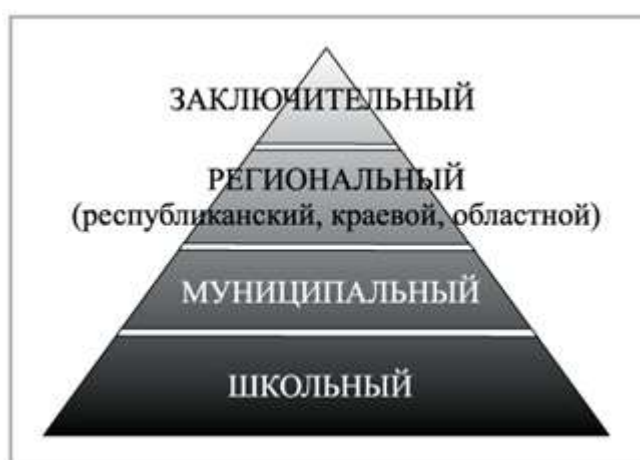 ЗАКЛЮЧИТЕЛЬНЫЙ
РЕГИОНАЛЬНЫЙ
(республиканский, краевой, областной)
МУНИЦИПАЛЬНЫЙ
ШКОЛЬНЫЙ